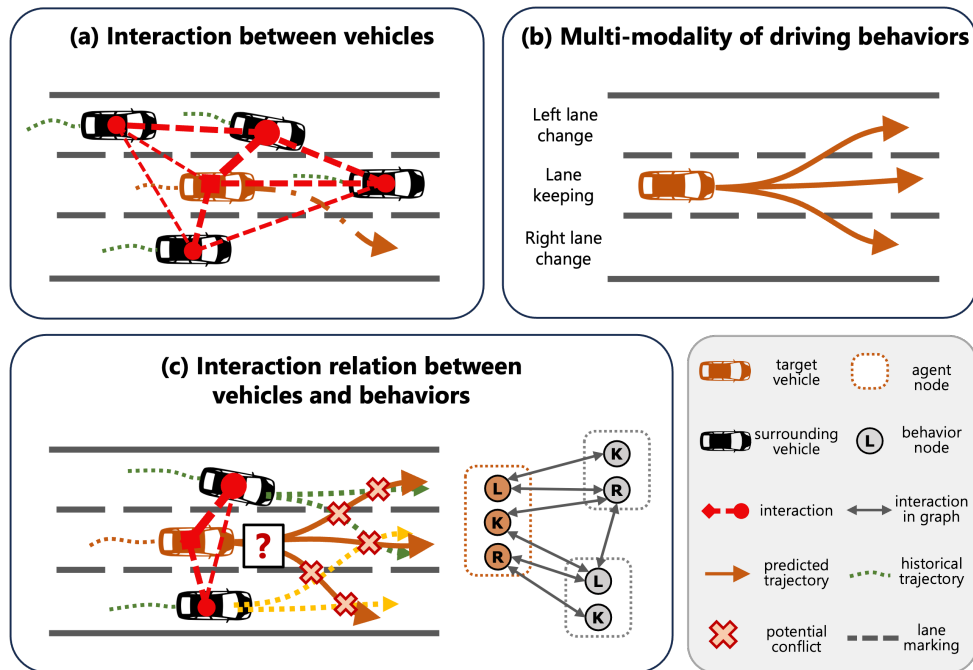 (a) Interaction between vehicles
(b) Multi-modality of driving behaviors
Left lane
change
Lane
keeping
Right lane
change
(c) Interaction relation between
vehicles and behaviors
?
L
K
R
K
R
L
K
target
vehicle
agent
node
surrounding
vehicle
L
behavior
node
interaction
interaction
in graph
predicted
trajectory
historical
trajectory
potential
conflict
lane
marking